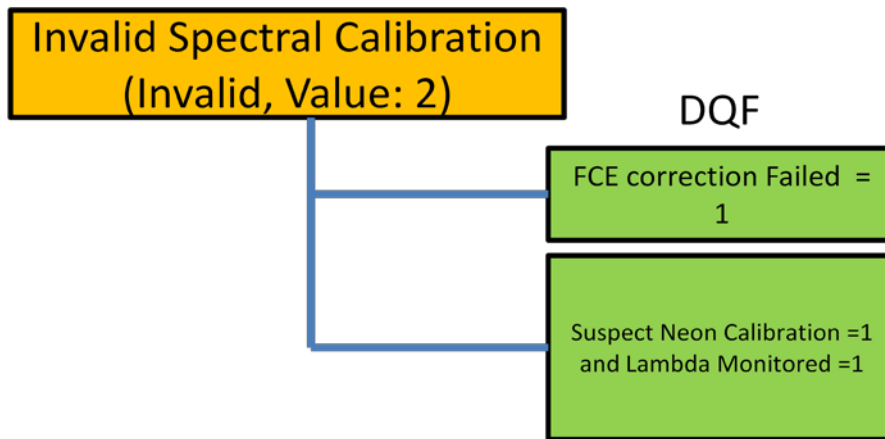 Invalid Spectral Calibration
(Invalid, Value: 2)
DQF
FCE correction Failed =
1
Suspect Neon Calibration =1
and Lambda Monitored =1